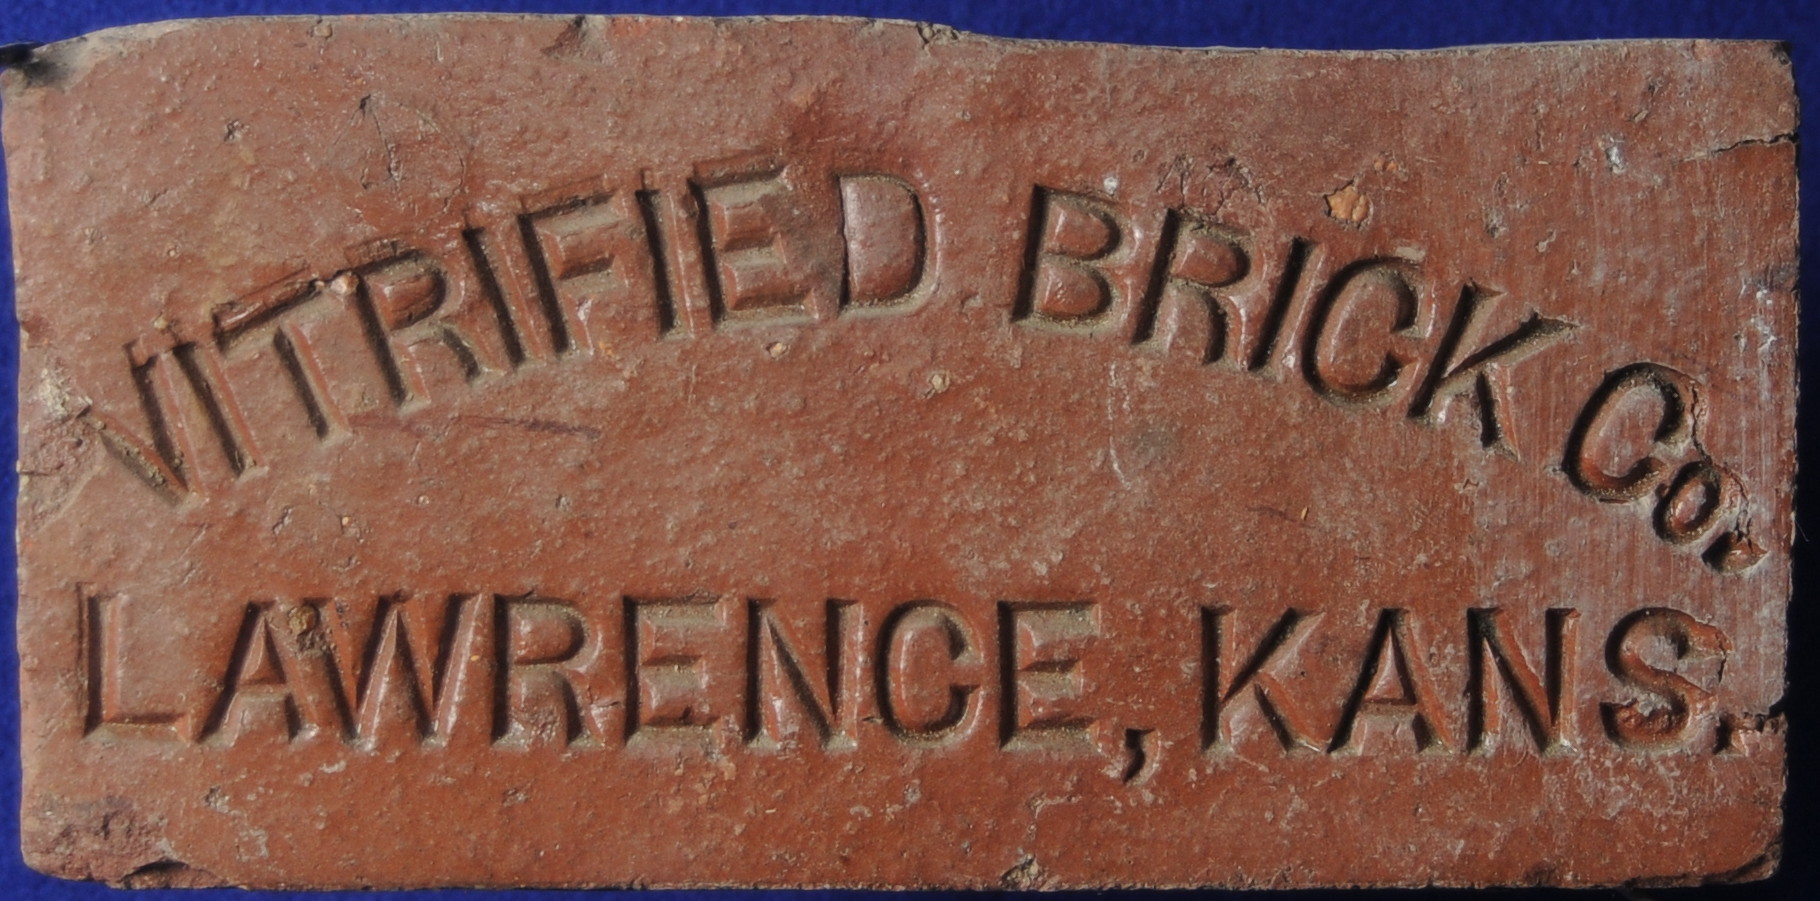 VITRIFIED BRICK Co.
LAWRENCE, KANS.